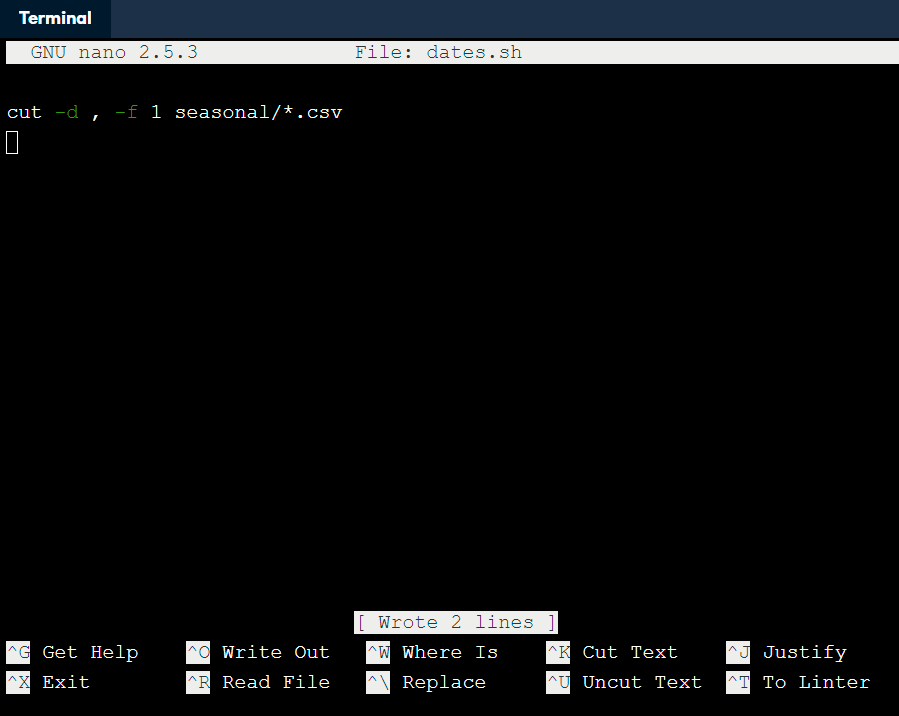 Terminal
GNU nano 2.5.3 File: dates.sh
cut -d , -f 1 seasonal/*.csv
[ Wrote 2 lines ]
^G Get Help ^O Write Out ^W Where Is ^K Cut Text ^J Justify
^X Exit ^R Read File ^\ Replace ^U Uncut Text ^T To Linter